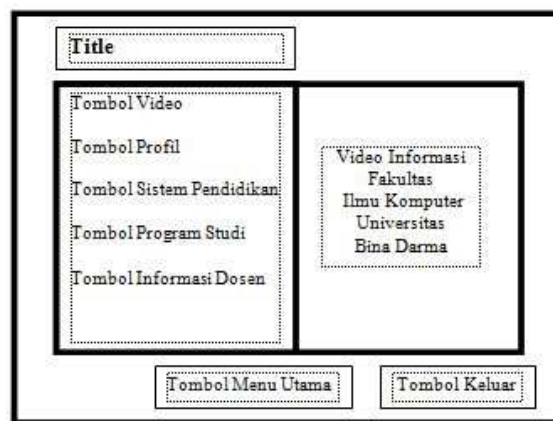 Title
Tombol Video
Tombol Profil
Tombol Sistem Pendidikan
Tombol Program Studi
Tombol Informasi Dosen
Video Informasi
Fakultas
Ilmu Komputer
Universitas
Bina Darma
Tombol Menu Utama
Tombol Keluar